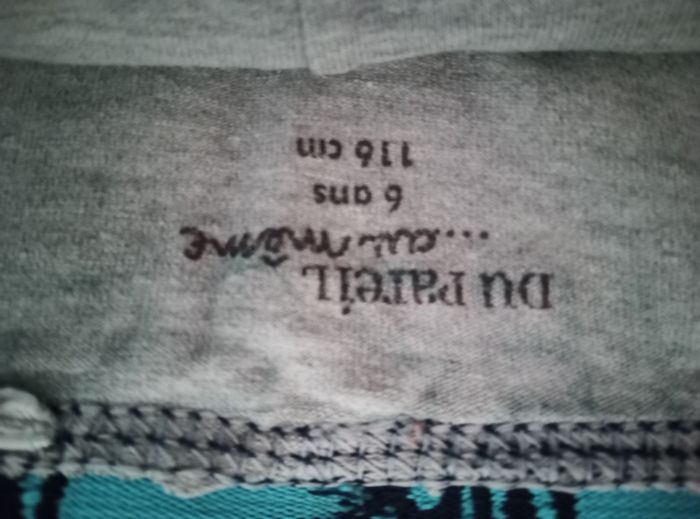 DU PaReiL
...au même
6 ans
116 cm